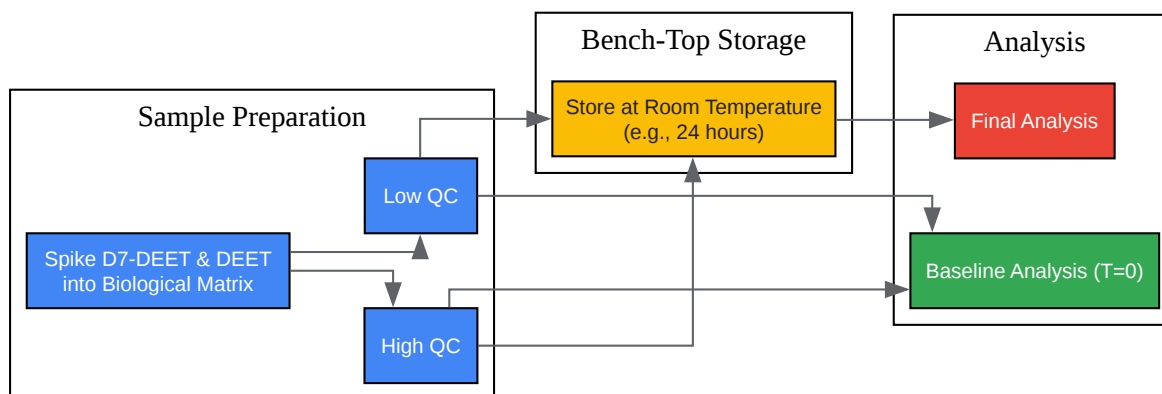 Sample Preparation
Spike D7-DEET & DEET
into Biological Matrix
Low QC
High QC
Bench-Top Storage
Store at Room Temperature
(e.g., 24 hours)
Analysis
Final Analysis
Baseline Analysis (T=0)